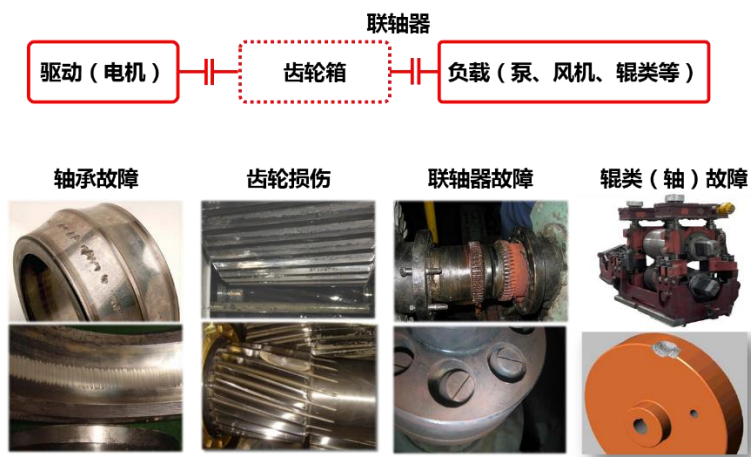 联轴器
驱动（电机）
齿轮箱
负载（泵、风机、辊类等）
轴承故障
齿轮损伤
联轴器故障
辊类（轴）故障